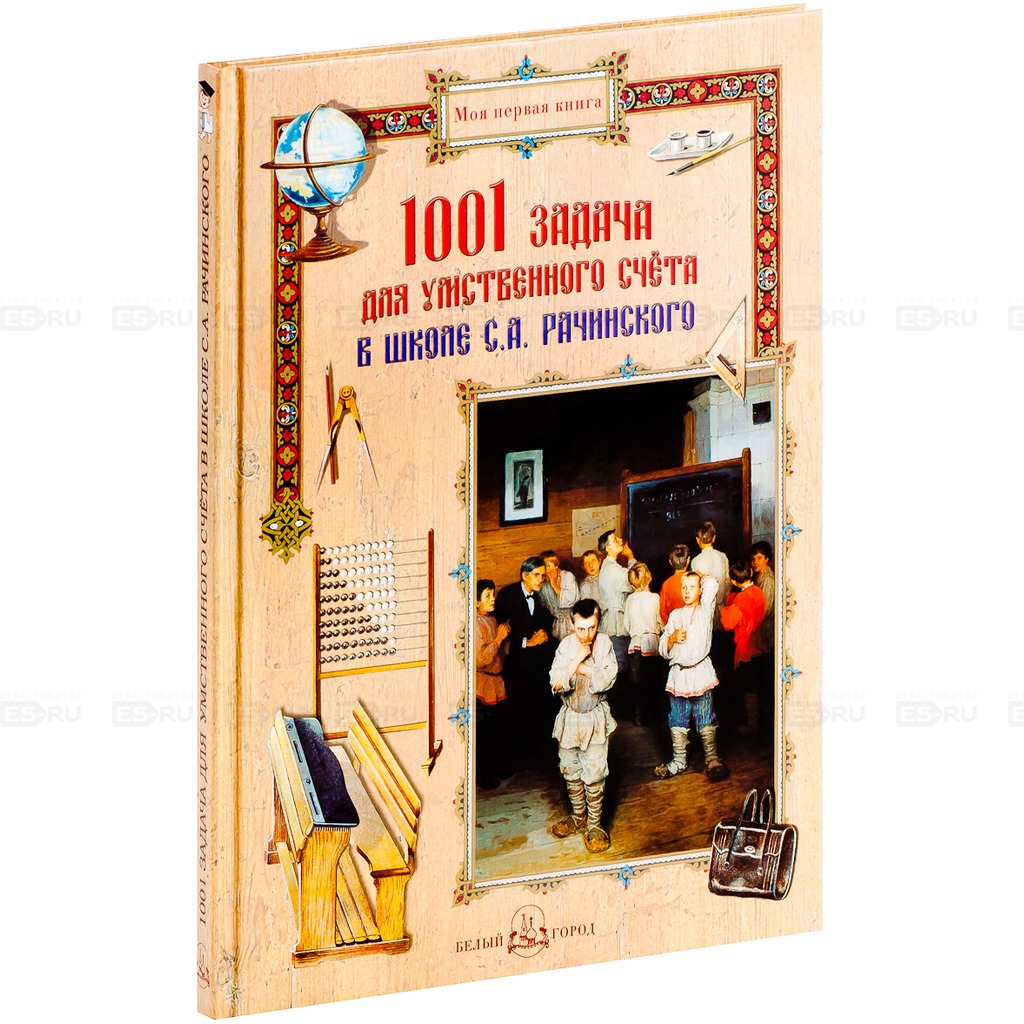 Моя первая книга
1001 ЗАДАЧА
ДЛЯ УМСТВЕННОГО СЧЁТА
В ШКОЛЕ С.А. РАЧИНСКОГО
БЕЛЫЙ ГОРОД
1001 ЗАДАЧА ДЛЯ УМСТВЕННОГО СЧЁТА В ШКОЛЕ С.А. РАЧИНСКОГО